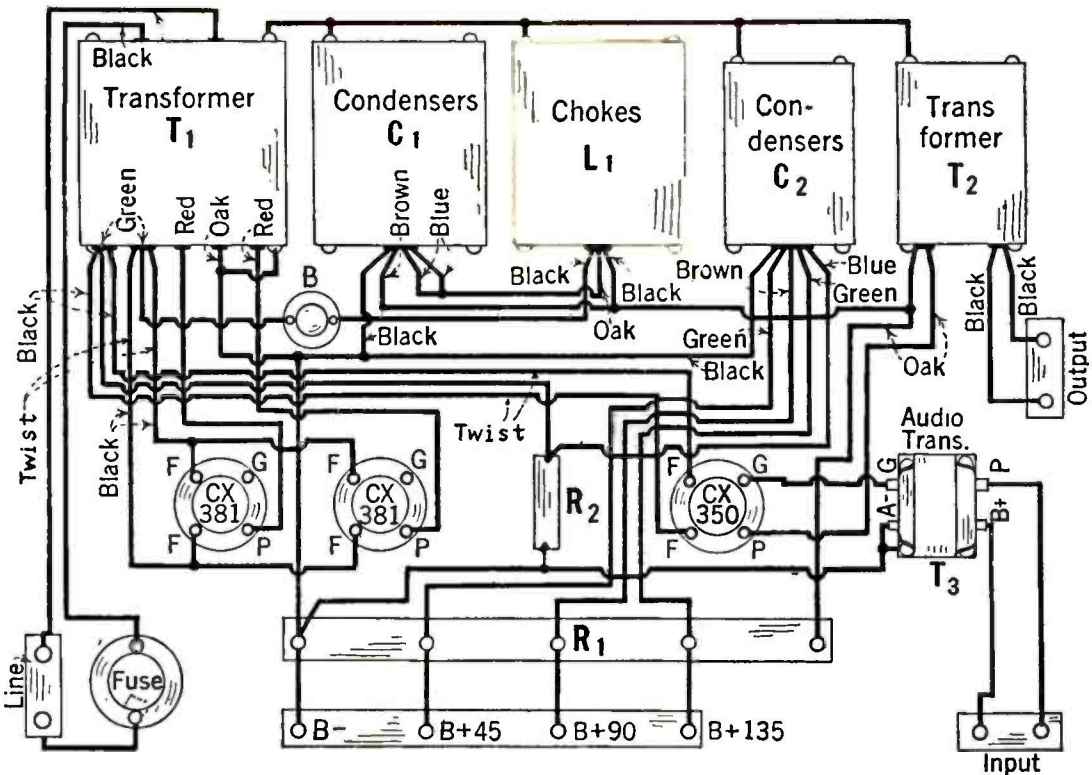 Black
Transformer
T1
Condensers
C1
Chokes
L1
Con-
densers
C2
Trans
former
T2
Green
Red
Oak
Red
Brown
Blue
Black
Black
Oak
Brown
Blue
Green
Green
Black
Black
Black
Oak
Output
B
Black
Black
Twist
Black
Black
Twist
Audio
Trans.
G
P
A-
B+
T3
F
G
CX
381
F
P
F
G
CX
381
F
P
R2
F
G
CX
350
F
P
R1
Line
Fuse
B-
B+45
B+90
B+135
Input